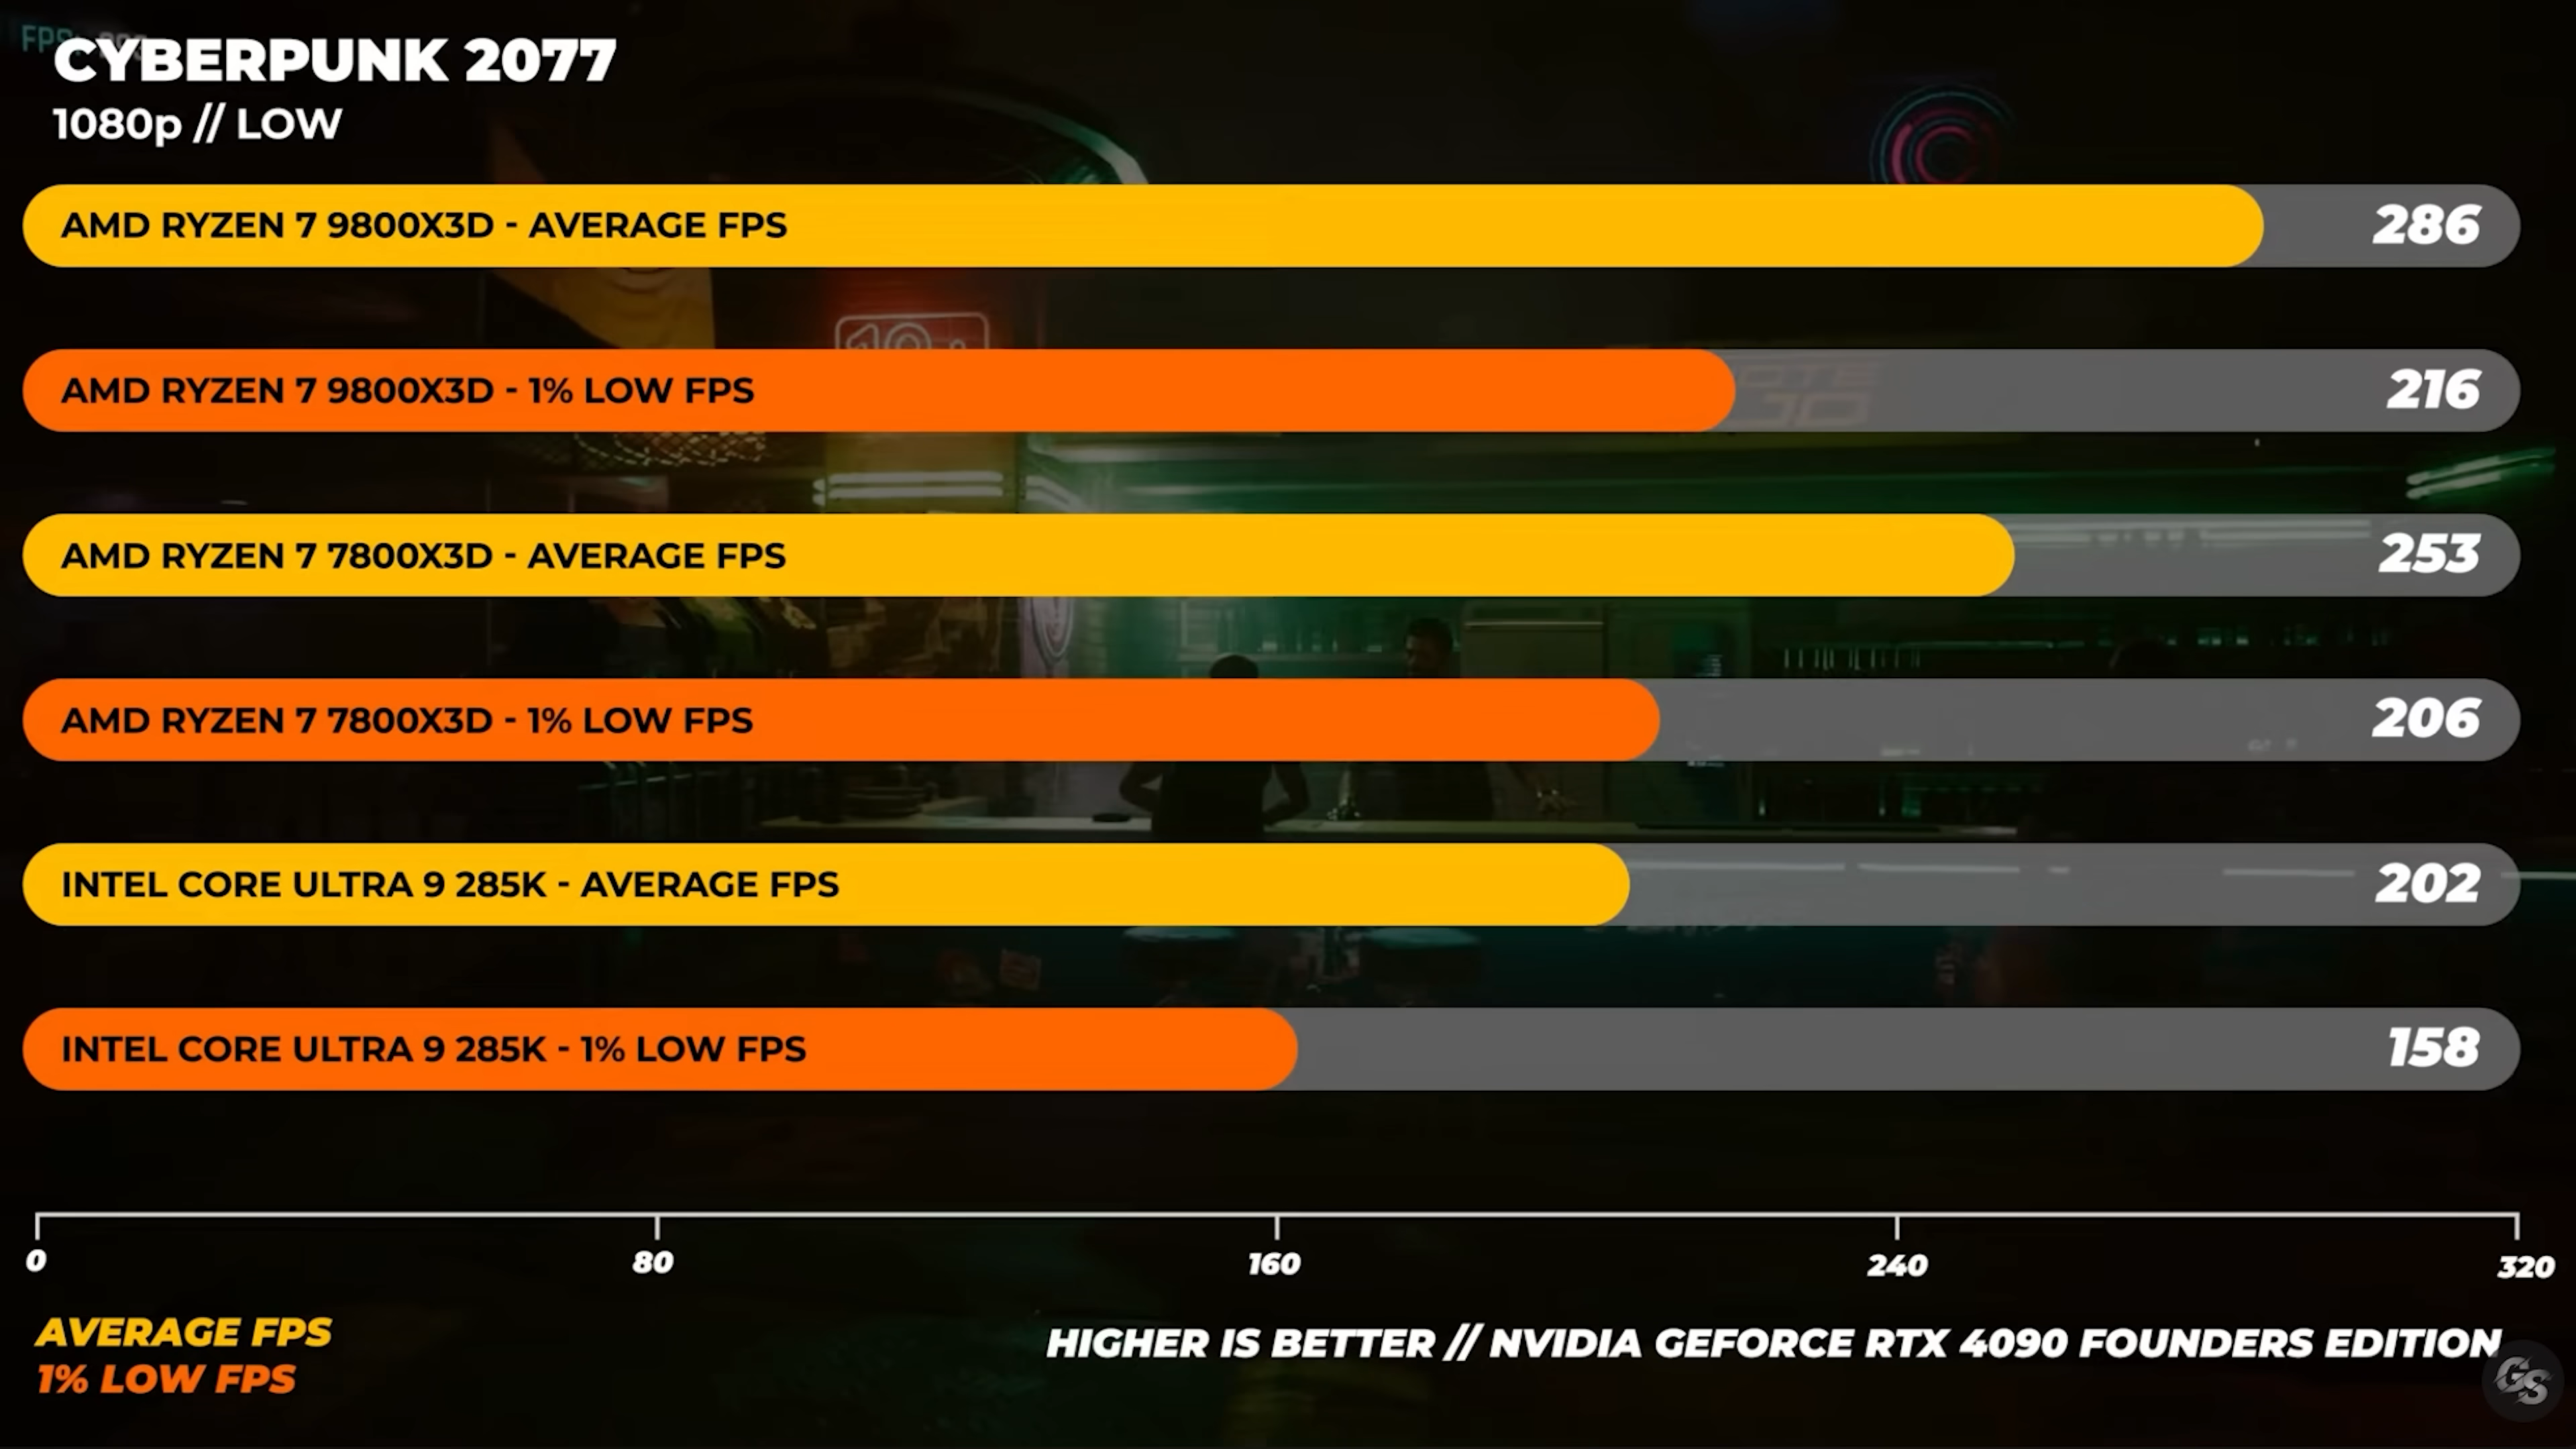 FPS:
CYBERPUNK 2077
1080p // LOW
AMD RYZEN 7 9800X3D - AVERAGE FPS 286
AMD RYZEN 7 9800X3D - 1% LOW FPS 216
AMD RYZEN 7 7800X3D - AVERAGE FPS 253
AMD RYZEN 7 7800X3D - 1% LOW FPS 206
INTEL CORE ULTRA 9 285K - AVERAGE FPS 202
INTEL CORE ULTRA 9 285K - 1% LOW FPS 158
0 80 160 240 320
AVERAGE FPS
1% LOW FPS
HIGHER IS BETTER // NVIDIA GEFORCE RTX 4090 FOUNDERS EDITION
GS